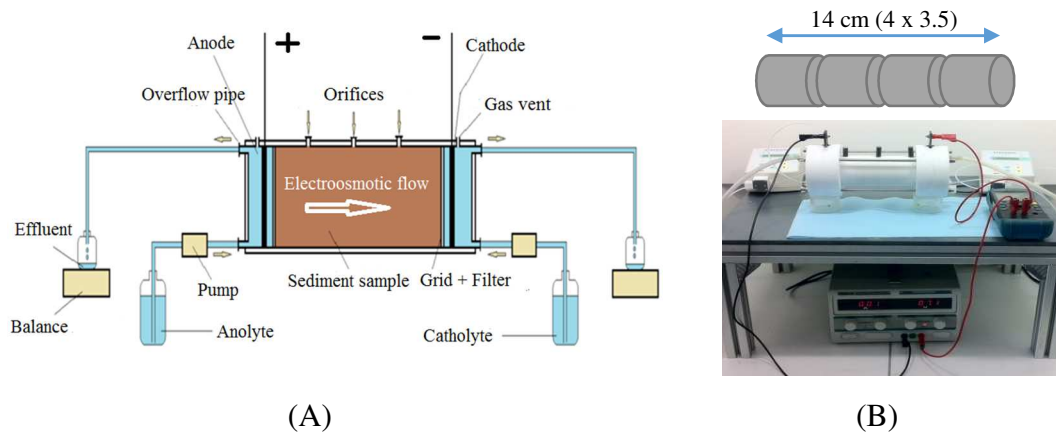 +
-
Anode
Cathode
Overflow pipe
Orifices
Gas vent
Electroosmotic flow
Effluent
Pump
Sediment sample
Grid + Filter
Balance
Anolyte
Catholyte
(A)
14 cm (4 x 3.5)
(B)